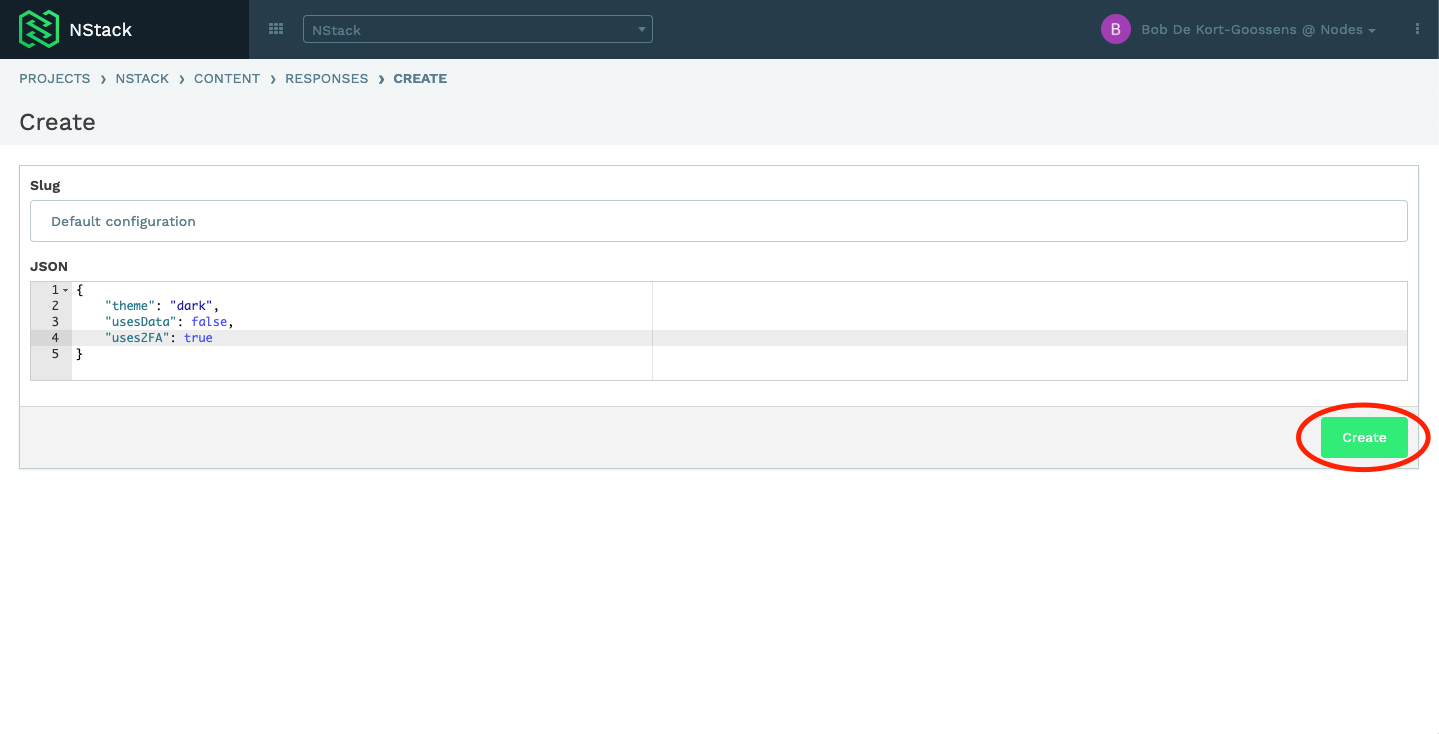 NStack
NStack
B
Bob De Kort-Goossens @ Nodes
PROJECTS › NSTACK › CONTENT › RESPONSES › CREATE
Create
Slug
Default configuration
JSON
1 {
2 "theme": "dark",
3 "usesData": false,
4 "uses2FA": true
5 }
Create